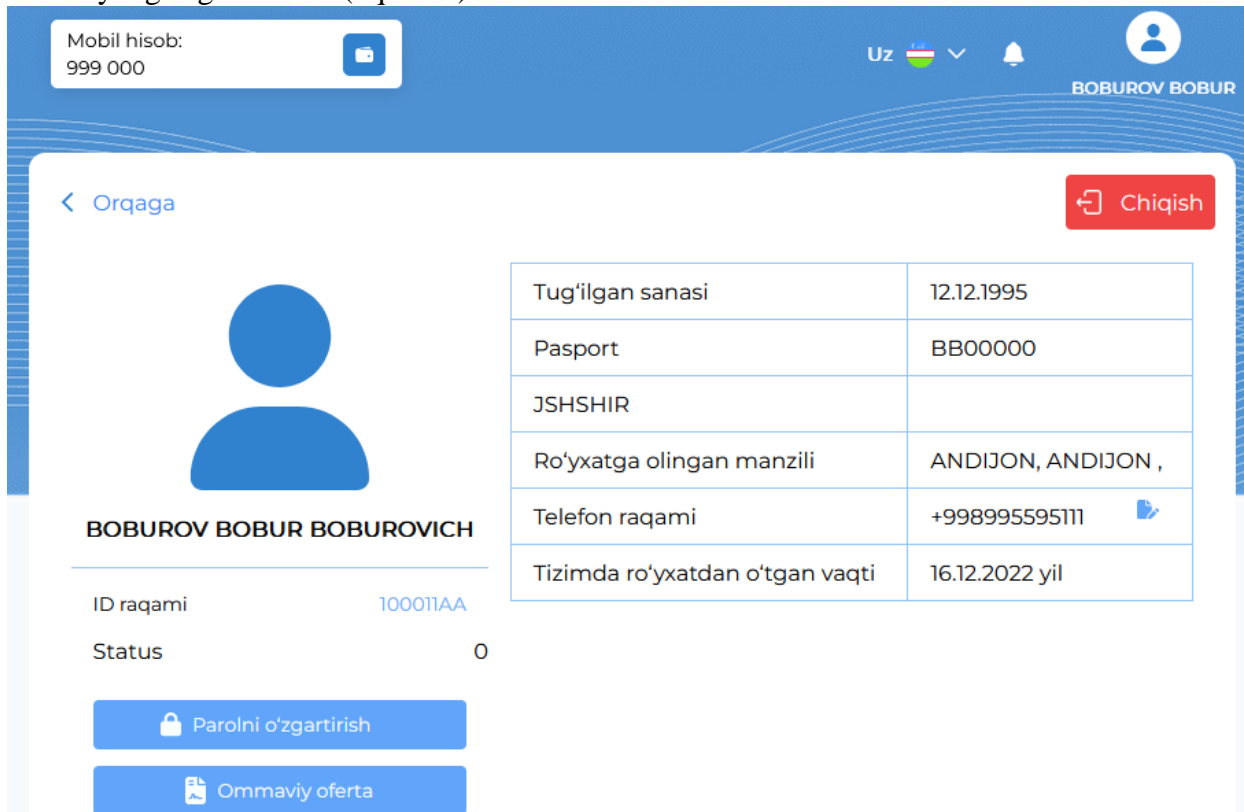 Mobil hisob:
999 000
Uz
BOBUROV BOBUR
Orqaga
Chiqish
BOBUROV BOBUR BOBUROVICH
ID raqami 100011AA
Status 0
Parolni o‘zgartirish
Ommaviy oferta
Tug‘ilgan sanasi 12.12.1995
Pasport BB00000
JSHSHIR
Ro‘yxatga olingan manzili ANDIJON, ANDIJON ,
Telefon raqami +998995595111
Tizimda ro‘yxatdan o‘tgan vaqti 16.12.2022 yil